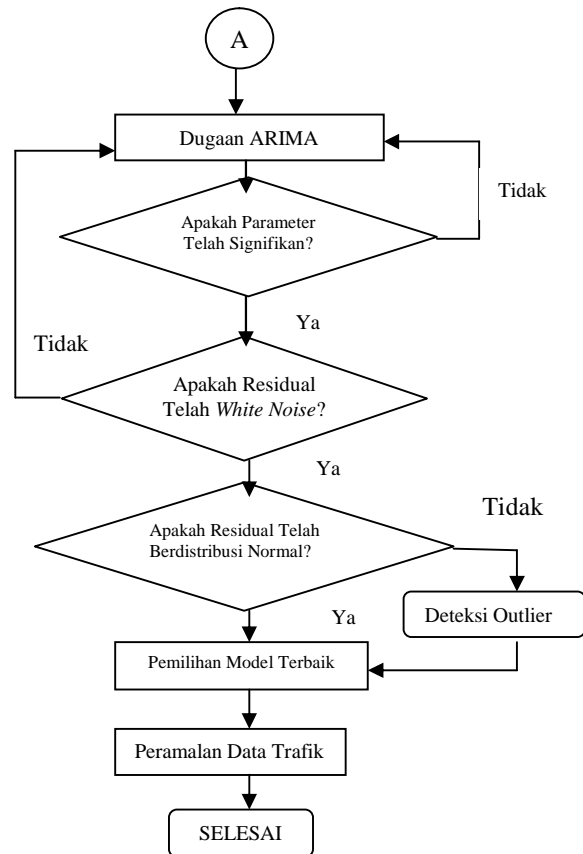 A
Dugaan ARIMA
Tidak
Apakah Parameter
Telah Signifikan?
Ya
Tidak
Apakah Residual
Telah White Noise?
Ya
Tidak
Apakah Residual Telah
Berdistribusi Normal?
Ya
Deteksi Outlier
Pemilihan Model Terbaik
Peramalan Data Trafik
SELESAI